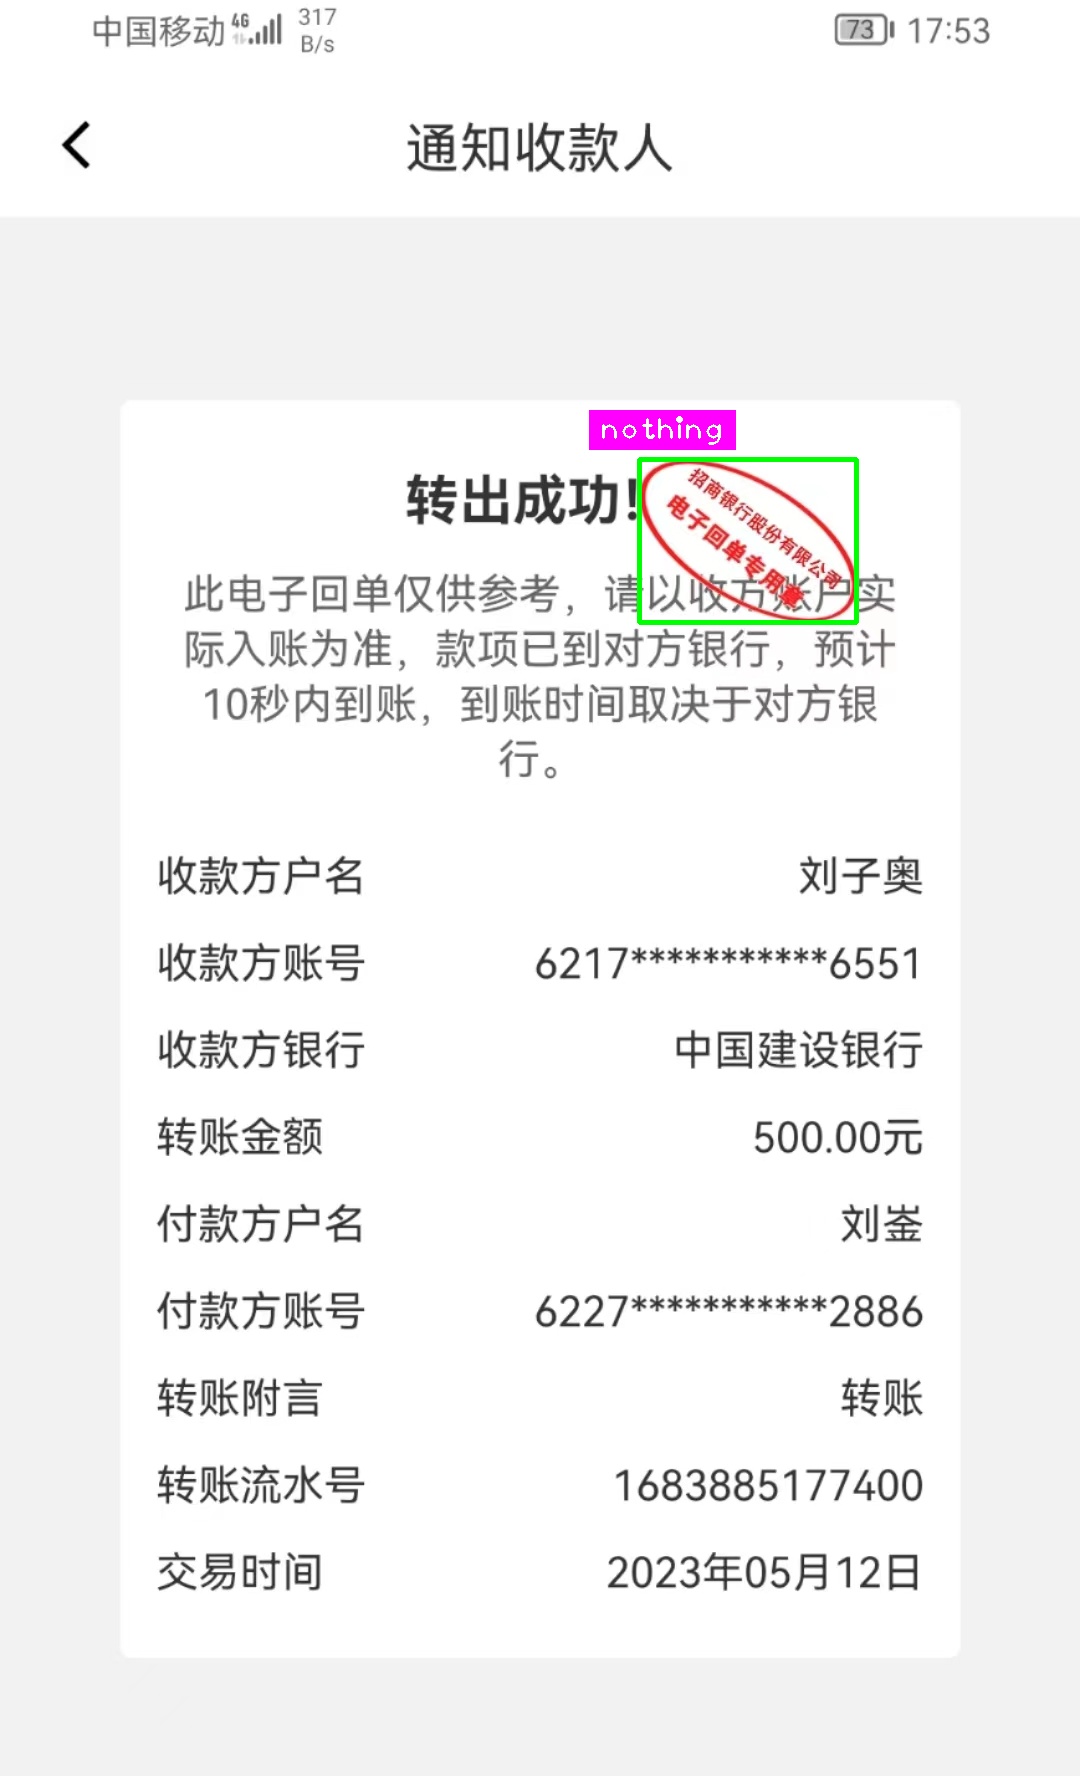 中国移动 4G 317 B/s 73 17:53
通知收款人
nothing
转出成功!
招商银行股份有限公司
电子回单专用章
此电子回单仅供参考，请以收方账户实
际入账为准，款项已到对方银行，预计
10秒内到账，到账时间取决于对方银
行。
收款方户名 刘子奥
收款方账号 6217***********6551
收款方银行 中国建设银行
转账金额 500.00元
付款方户名 刘崟
付款方账号 6227***********2886
转账附言 转账
转账流水号 1683885177400
交易时间 2023年05月12日